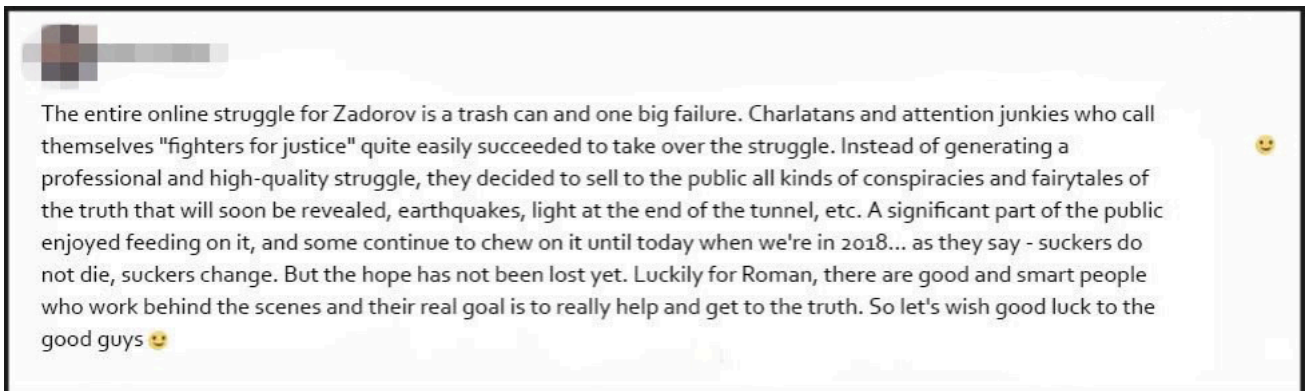 The entire online struggle for Zadorov is a trash can and one big failure. Charlatans and attention junkies who call
themselves "fighters for justice" quite easily succeeded to take over the struggle. Instead of generating a
professional and high-quality struggle, they decided to sell to the public all kinds of conspiracies and fairytales of
the truth that will soon be revealed, earthquakes, light at the end of the tunnel, etc. A significant part of the public
enjoyed feeding on it, and some continue to chew on it until today when we're in 2018... as they say - suckers do
not die, suckers change. But the hope has not been lost yet. Luckily for Roman, there are good and smart people
who work behind the scenes and their real goal is to really help and get to the truth. So let's wish good luck to the
good guys